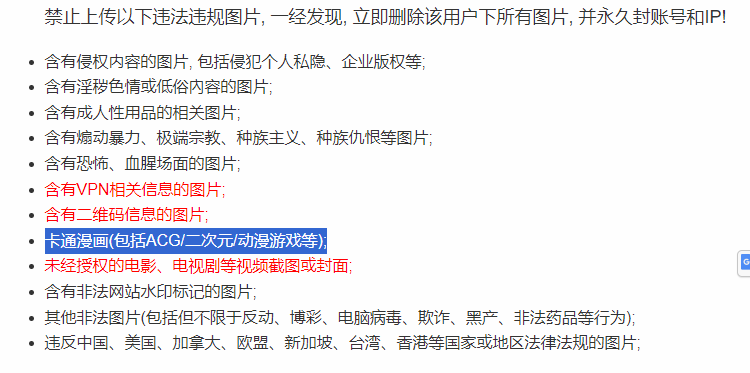 禁止上传以下违法违规图片, 一经发现, 立即删除该用户下所有图片, 并永久封账号和IP!
含有侵权内容的图片, 包括侵犯个人私隐、企业版权等;
含有淫秽色情或低俗内容的图片;
含有成人性用品的相关图片;
含有煽动暴力、极端宗教、种族主义、种族仇恨等图片;
含有恐怖、血腥场面的图片;
含有VPN相关信息的图片;
含有二维码信息的图片;
卡通漫画(包括ACG/二次元/动漫游戏等);
未经授权的电影、电视剧等视频截图或封面;
含有非法网站水印标记的图片;
其他非法图片(包括但不限于反动、博彩、电脑病毒、欺诈、黑产、非法药品等行为);
违反中国、美国、加拿大、欧盟、新加坡、台湾、香港等国家或地区法律法规的图片;